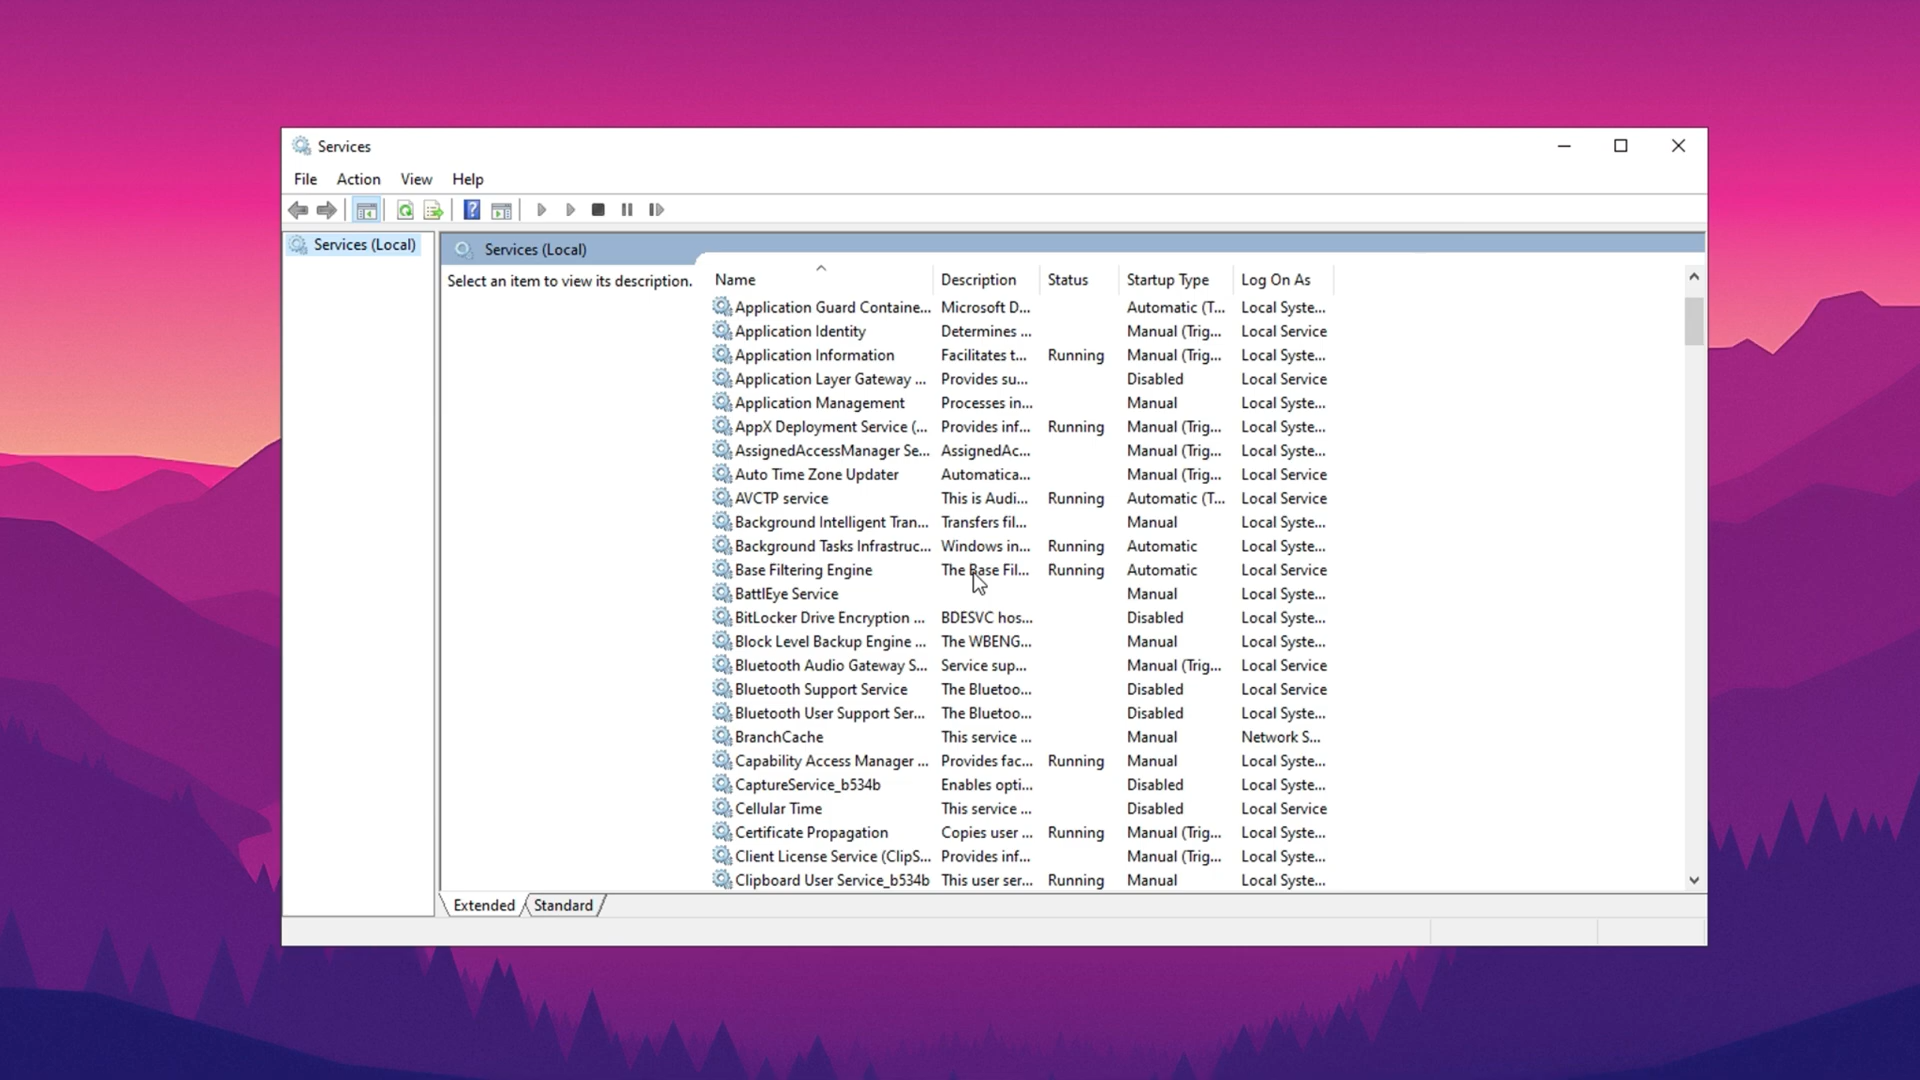 Services
File Action View Help
Services (Local)
Services (Local)
Select an item to view its description.
Name Description Status Startup Type Log On As
Application Guard Containe... Microsoft D... Automatic (T... Local Syste...
Application Identity Determines ... Manual (Trig... Local Service
Application Information Facilitates t... Running Manual (Trig... Local Syste...
Application Layer Gateway ... Provides su... Disabled Local Service
Application Management Processes in... Manual Local Syste...
AppX Deployment Service (... Provides inf... Running Manual (Trig... Local Syste...
AssignedAccessManager Se... AssignedAc... Manual (Trig... Local Syste...
Auto Time Zone Updater Automatica... Manual (Trig... Local Service
AVCTP service This is Audi... Running Automatic (T... Local Service
Background Intelligent Tran... Transfers fil... Manual Local Syste...
Background Tasks Infrastruc... Windows in... Running Automatic Local Syste...
Base Filtering Engine The Base Fil... Running Automatic Local Service
BattlEye Service Manual Local Syste...
BitLocker Drive Encryption ... BDESVC hos... Disabled Local Syste...
Block Level Backup Engine ... The WBENG... Manual Local Syste...
Bluetooth Audio Gateway S... Service sup... Manual (Trig... Local Service
Bluetooth Support Service The Bluetoo... Disabled Local Service
Bluetooth User Support Ser... The Bluetoo... Disabled Local Syste...
BranchCache This service ... Manual Network S...
Capability Access Manager ... Provides fac... Running Manual Local Syste...
CaptureService_b534b Enables opti... Disabled Local Syste...
Cellular Time This service ... Disabled Local Service
Certificate Propagation Copies user ... Running Manual (Trig... Local Syste...
Client License Service (ClipS... Provides inf... Manual (Trig... Local Syste...
Clipboard User Service_b534b This user ser... Running Manual Local Syste...
Extended Standard